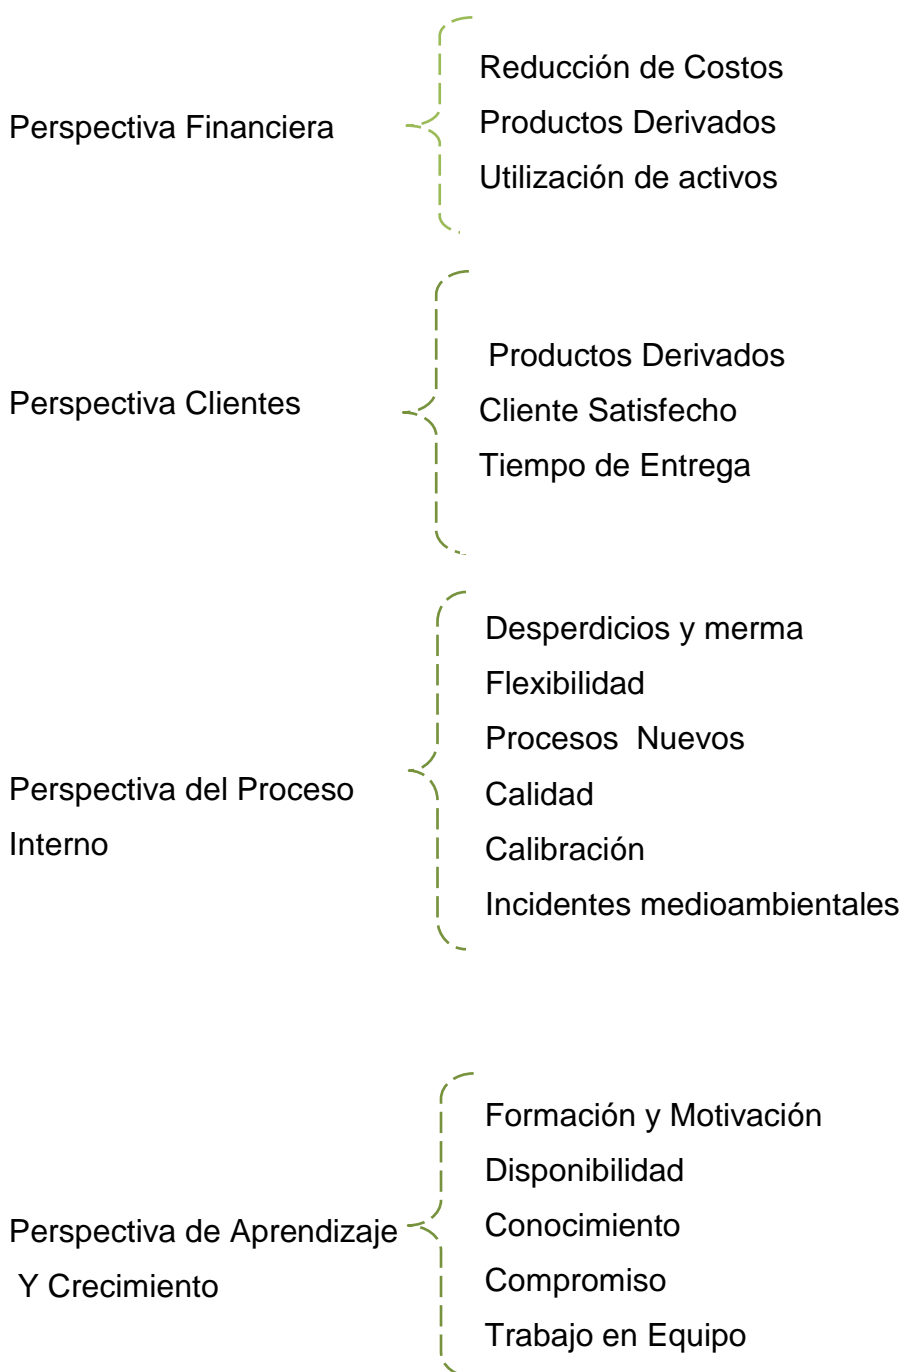 Perspectiva Financiera
Reducción de Costos
Productos Derivados
Utilización de activos
Perspectiva Clientes
Productos Derivados
Cliente Satisfecho
Tiempo de Entrega
Perspectiva del Proceso
Interno
Desperdicios y merma
Flexibilidad
Procesos  Nuevos
Calidad
Calibración
Incidentes medioambientales
Perspectiva de Aprendizaje
Y Crecimiento
Formación y Motivación
Disponibilidad
Conocimiento
Compromiso
Trabajo en Equipo